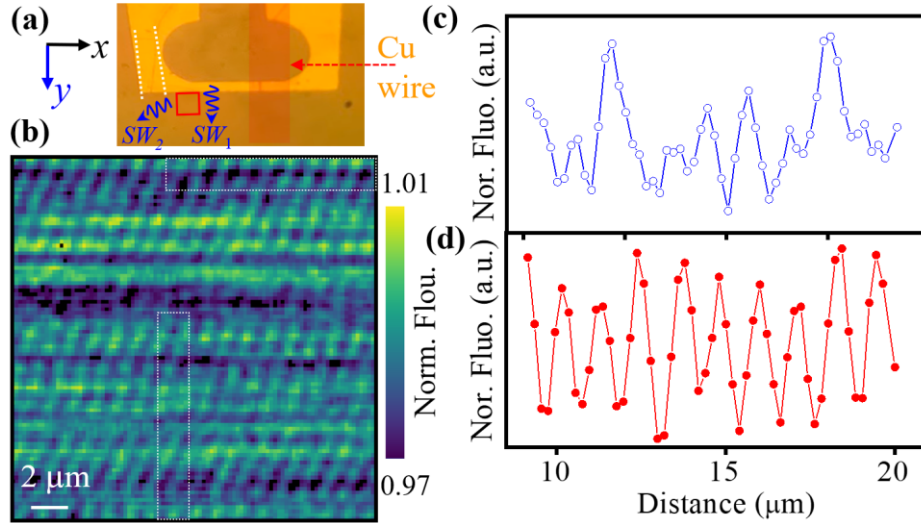 (a)
x
y
Cu
wire
SW2
SW1
(b)
1.01
Norm. Flou.
0.97
2 μm
(c)
Nor. Fluo. (a.u.)
(d)
Nor. Fluo. (a.u.)
10 15 20
Distance (μm)